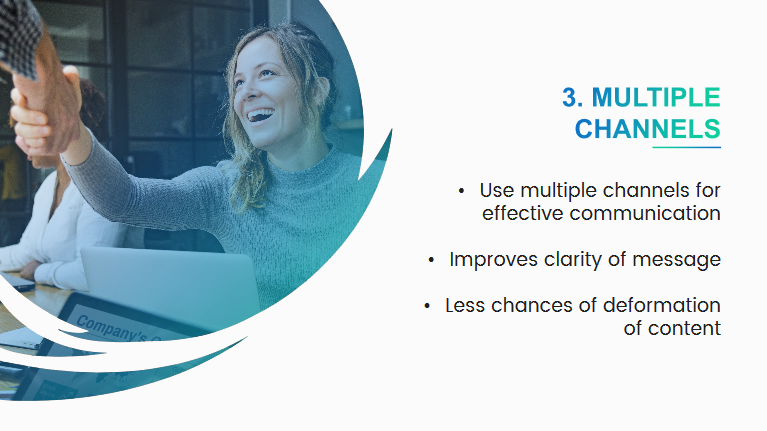 3. MULTIPLE
CHANNELS
• Use multiple channels for
effective communication
• Improves clarity of message
• Less chances of deformation
of content
Company's